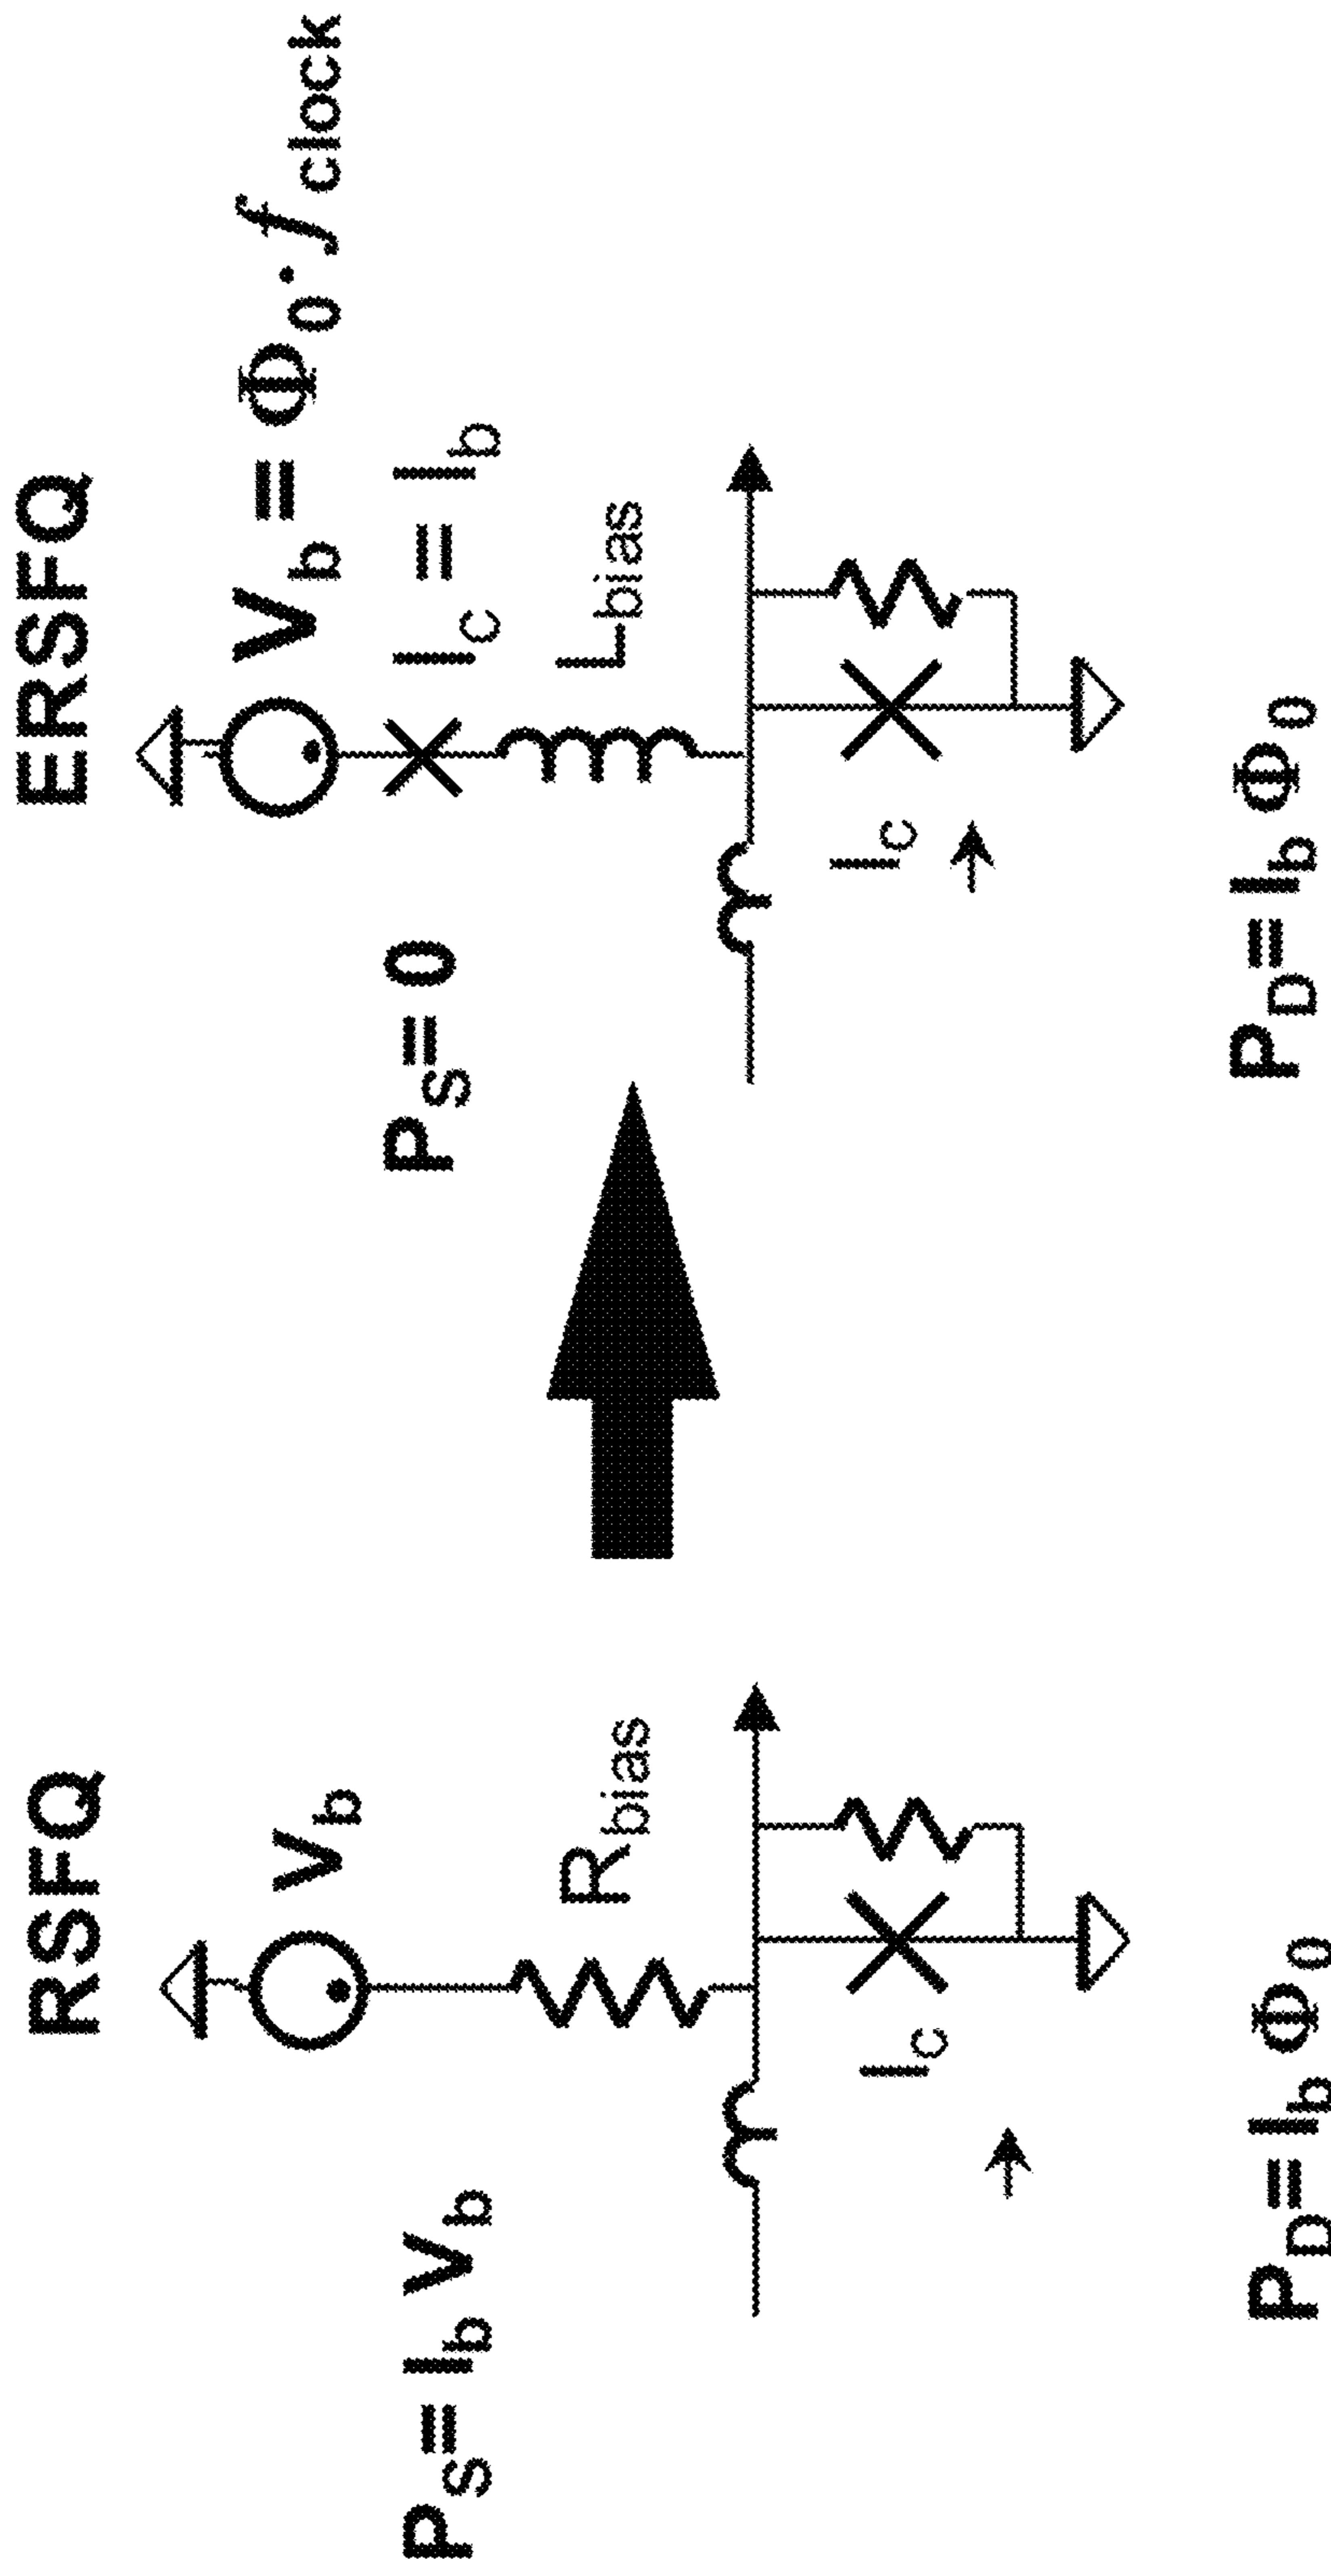 RSFQ
V_b
P_S= I_b V_b
R_bias
I_c
P_D= I_b Φ_0
ERSFQ
V_b = Φ_0 · f_clock
I_c = I_b
P_S= 0
L_bias
I_c
P_D= I_b Φ_0